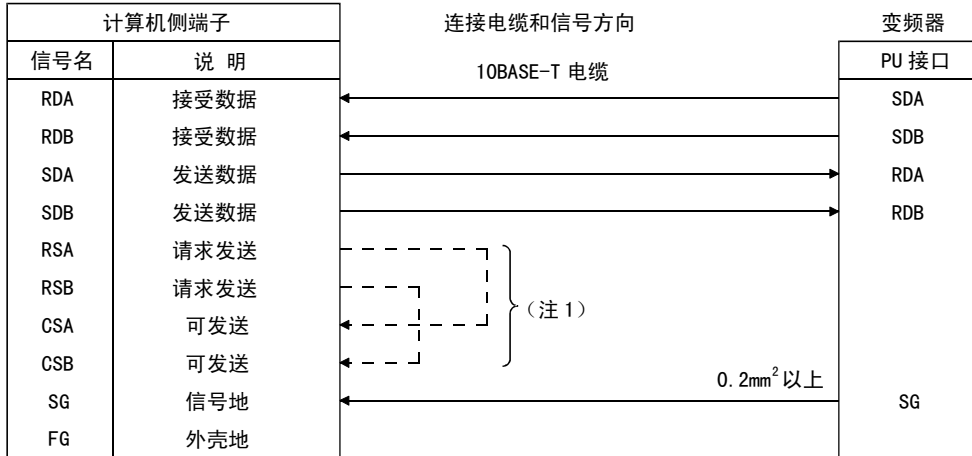 计算机侧端子 连接电缆和信号方向 变频器
信号名 说 明 10BASE-T 电缆 PU 接口
RDA 接受数据 SDA
RDB 接受数据 SDB
SDA 发送数据 RDA
SDB 发送数据 RDB
RSA 请求发送
RSB 请求发送
(注 1)
CSA 可发送
CSB 可发送
0.2mm²以上
SG 信号地 SG
FG 外壳地